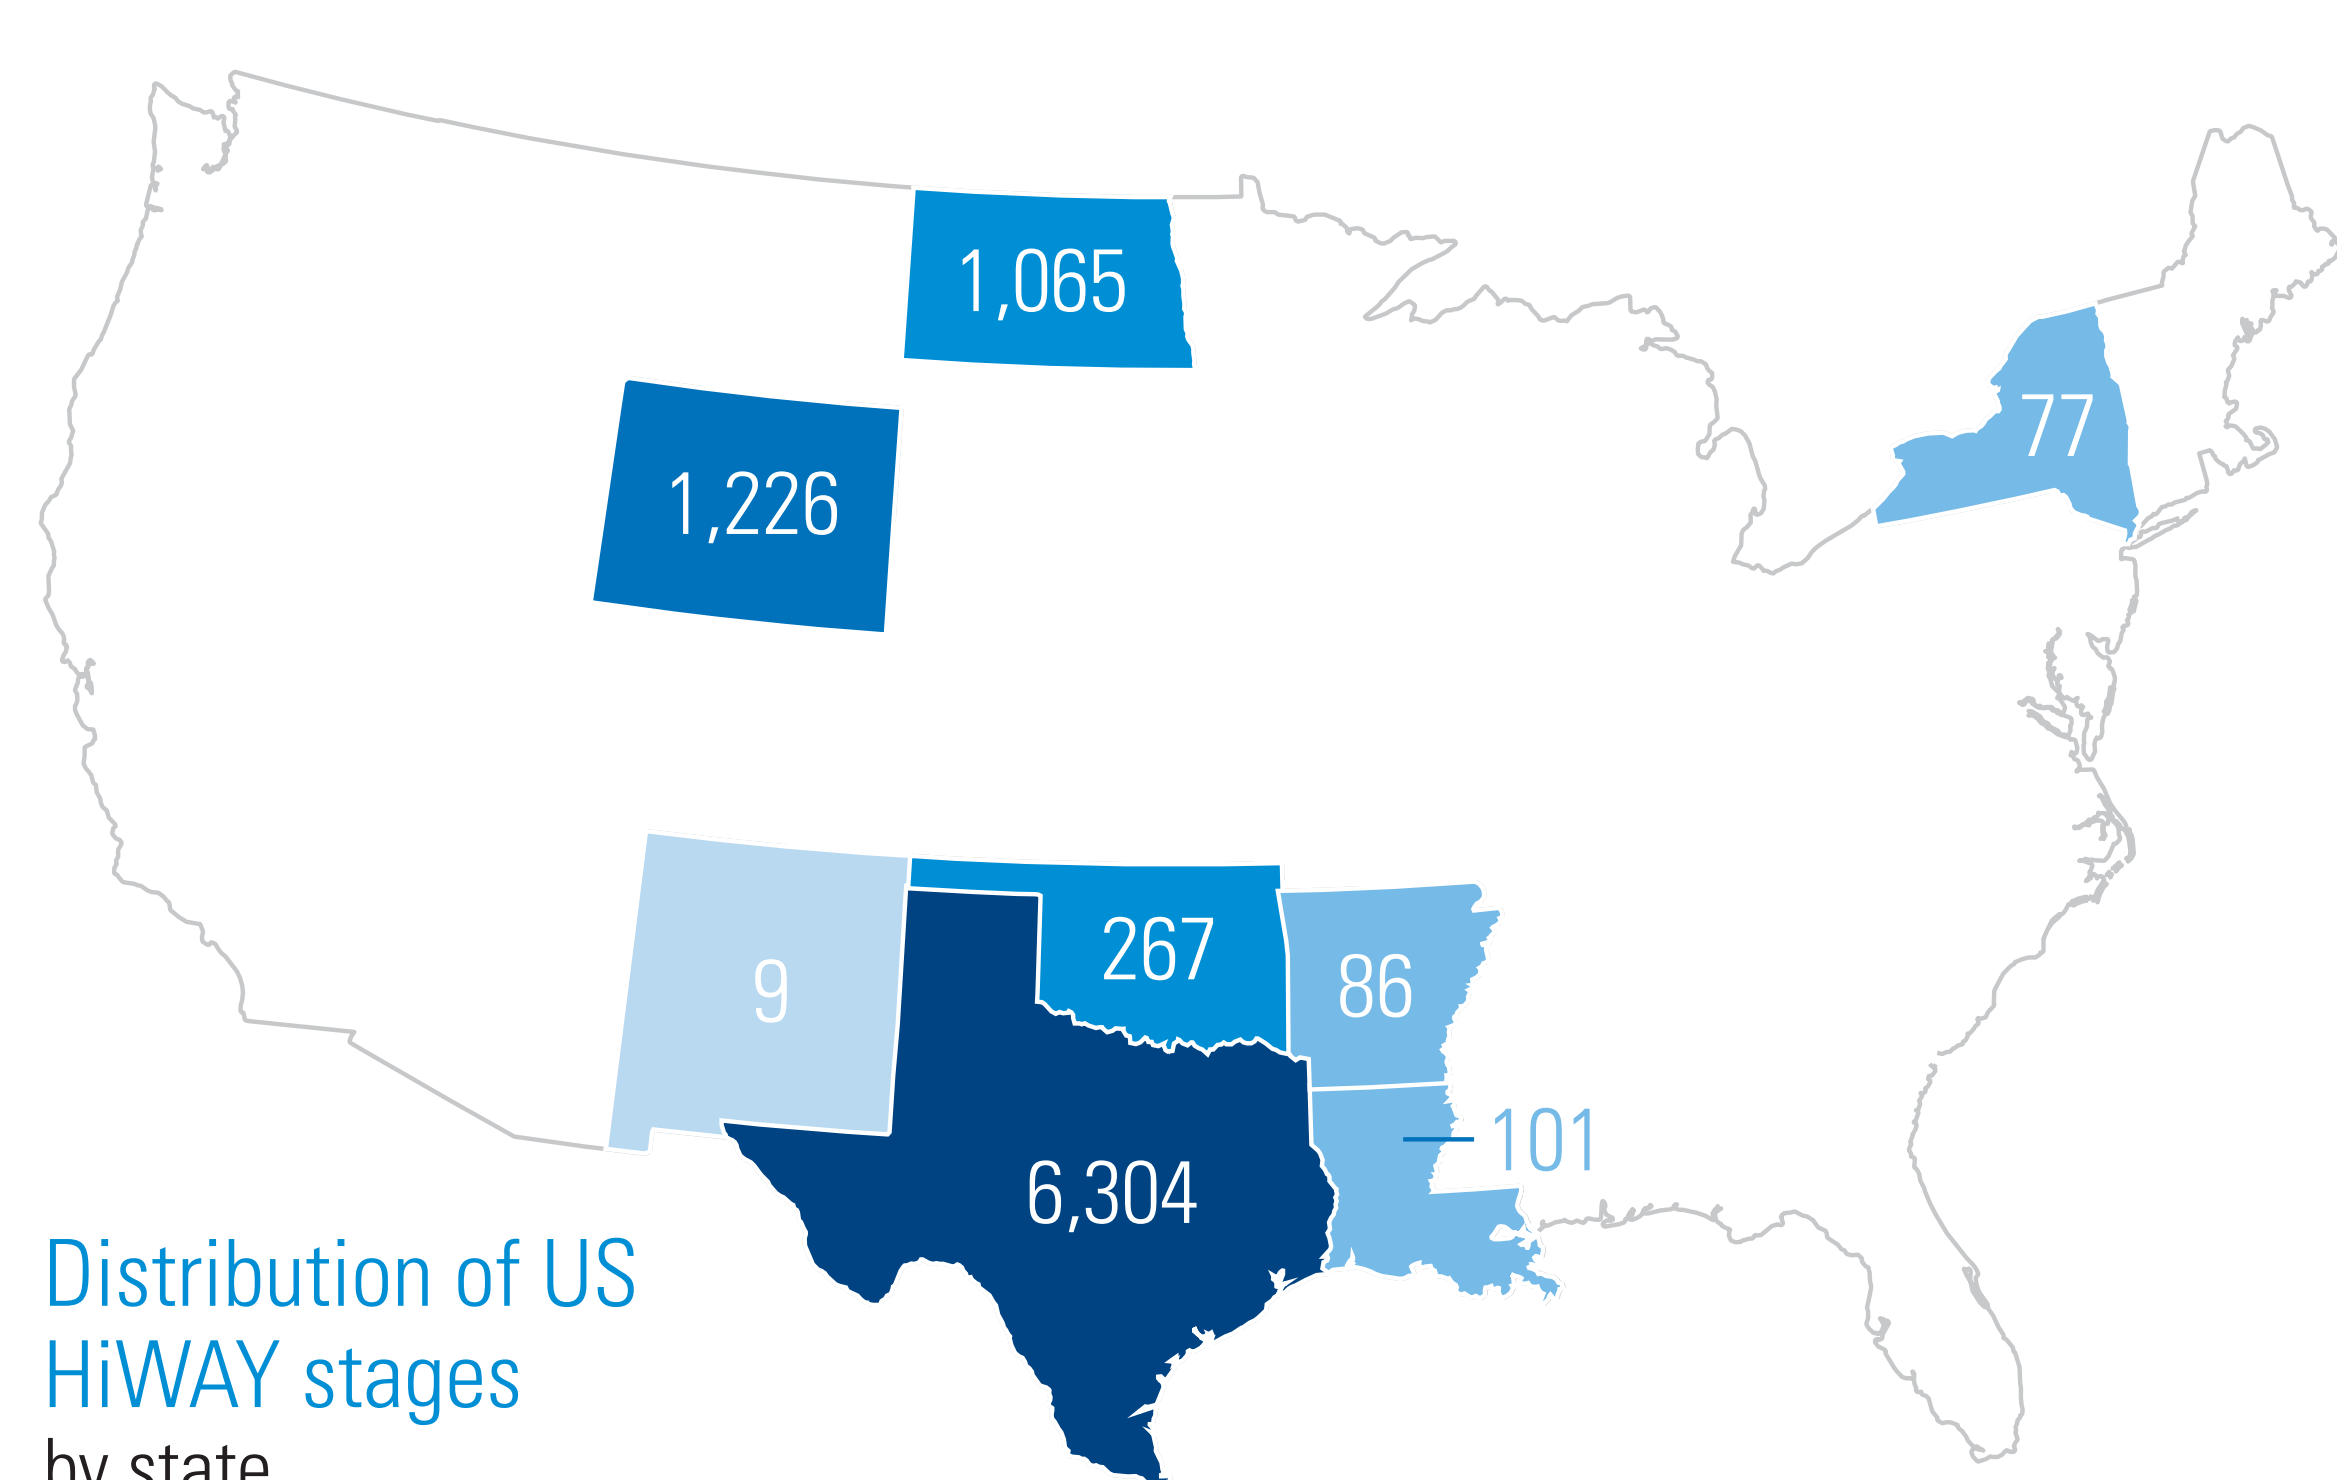 1,065
77
1,226
267
86
9
101
6,304
Distribution of US
HiWAY stages
by state